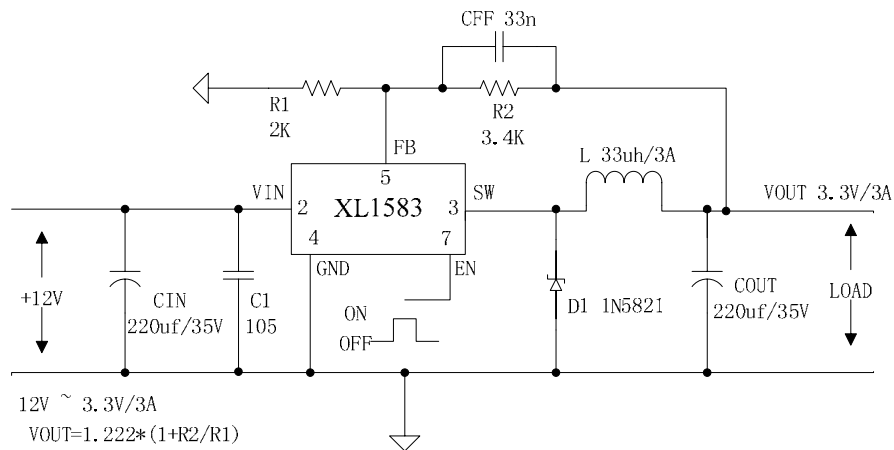 CFF 33n
R1
2K
R2
3.4K
FB
5
L 33uh/3A
VIN
SW
VOUT 3.3V/3A
2
XL1583
3
4
7
GND
EN
+12V
CIN
220uf/35V
C1
105
ON
OFF
D1 1N5821
COUT
220uf/35V
LOAD
12V ~ 3.3V/3A
VOUT=1.222*(1+R2/R1)